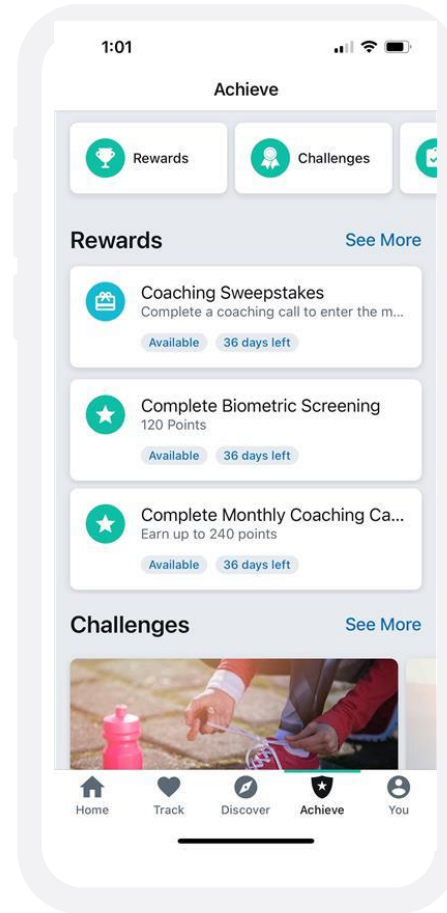 1:01
Achieve
Rewards
Challenges
Rewards
See More
Coaching Sweepstakes
Complete a coaching call to enter the m...
Available
36 days left
Complete Biometric Screening
120 Points
Available
36 days left
Complete Monthly Coaching Ca...
Earn up to 240 points
Available
36 days left
Challenges
See More
Home
Track
Discover
Achieve
You